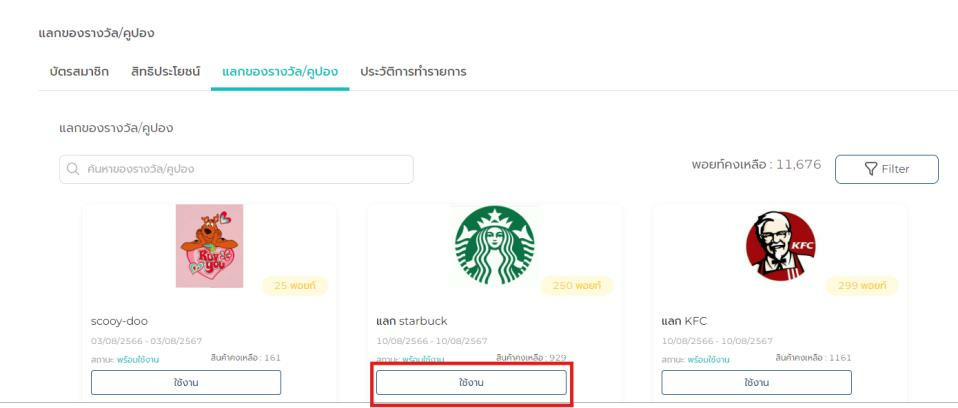 แลกของรางวัล/คูปอง
บัตรสมาชิก สิทธิประโยชน์ แลกของรางวัล/คูปอง ประวัติการทำรายการ
แลกของรางวัล/คูปอง
ค้นหาของรางวัล/คูปอง
พอยท์คงเหลือ : 11,676
Filter
25 พอยท์
scooy-doo
03/08/2566 - 03/08/2567
สถานะ: พร้อมใช้งาน สินค้าคงเหลือ : 161
ใช้งาน
250 พอยท์
แลก starbuck
10/08/2566 - 10/08/2567
สถานะ: พร้อมใช้งาน สินค้าคงเหลือ : 929
ใช้งาน
KFC
299 พอยท์
แลก KFC
10/08/2566 - 10/08/2567
สถานะ: พร้อมใช้งาน สินค้าคงเหลือ : 1161
ใช้งาน